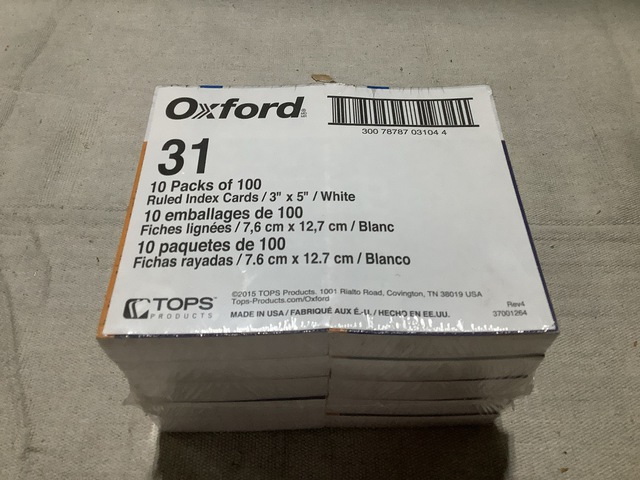 Oxford
300 78787 03104 4
31
10 Packs of 100
Ruled Index Cards / 3" x 5" / White
10 emballages de 100
Fiches lignées / 7,6 cm x 12,7 cm / Blanc
10 paquetes de 100
Fichas rayadas / 7.6 cm x 12.7 cm / Blanco
©2015 TOPS Products. 1001 Rialto Road, Covington, TN 38019 USA
Tops-Products.com/Oxford
TOPS™
PRODUCTS
MADE IN USA / FABRIQUÉ AUX É.-U. / HECHO EN EE.UU.
Rev4
37001264